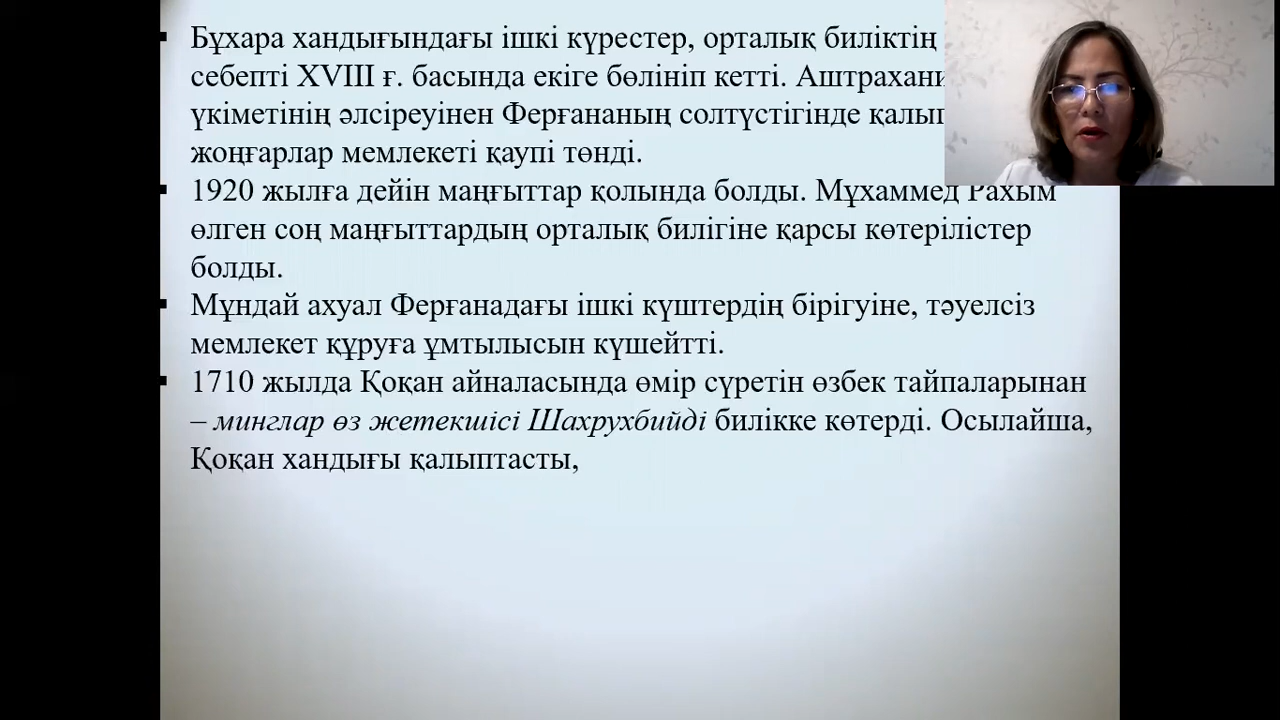 Бұхара хандығындағы ішкі күрестер, орталық биліктің
себепті XVIII ғ. басында екіге бөлініп кетті.
үкіметінің әлсіреуінен Ферғананың солтүстігінде
жоңғарлар мемлекеті қаупі төнді.
1920 жылға дейін маңғыттар қолында болды. Мұхаммед Рахым
өлген соң маңғыттардың орталық билігіне қарсы көтерілістер
болды.
Мұндай ахуал Ферғанадағы ішкі күштердің бірігуіне, тәуелсіз
мемлекет құруға ұмтылысын күшейтті.
1710 жылда Қоқан айналасында өмір сүретін өзбек тайпаларынан
– минглар өз жетекшісі Шахрухбийді билікке көтерді. Осылайша,
Қоқан хандығы қалыптасты,